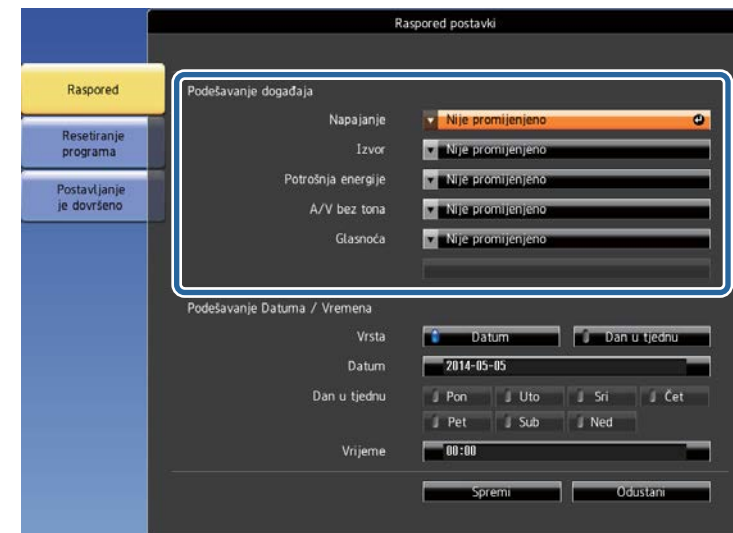 Raspored postavki
Raspored
Resetiranje
programa
Postavljanje
je dovršeno
Podešavanje događaja
Napajanje Nije promijenjeno
Izvor Nije promijenjeno
Potrošnja energije Nije promijenjeno
A/V bez tona Nije promijenjeno
Glasnoća Nije promijenjeno
Podešavanje Datuma / Vremena
Vrsta Datum Dan u tjednu
Datum 2014-05-05
Dan u tjednu Pon Uto Sri Čet
Pet Sub Ned
Vrijeme 00:00
Spremi Odustani